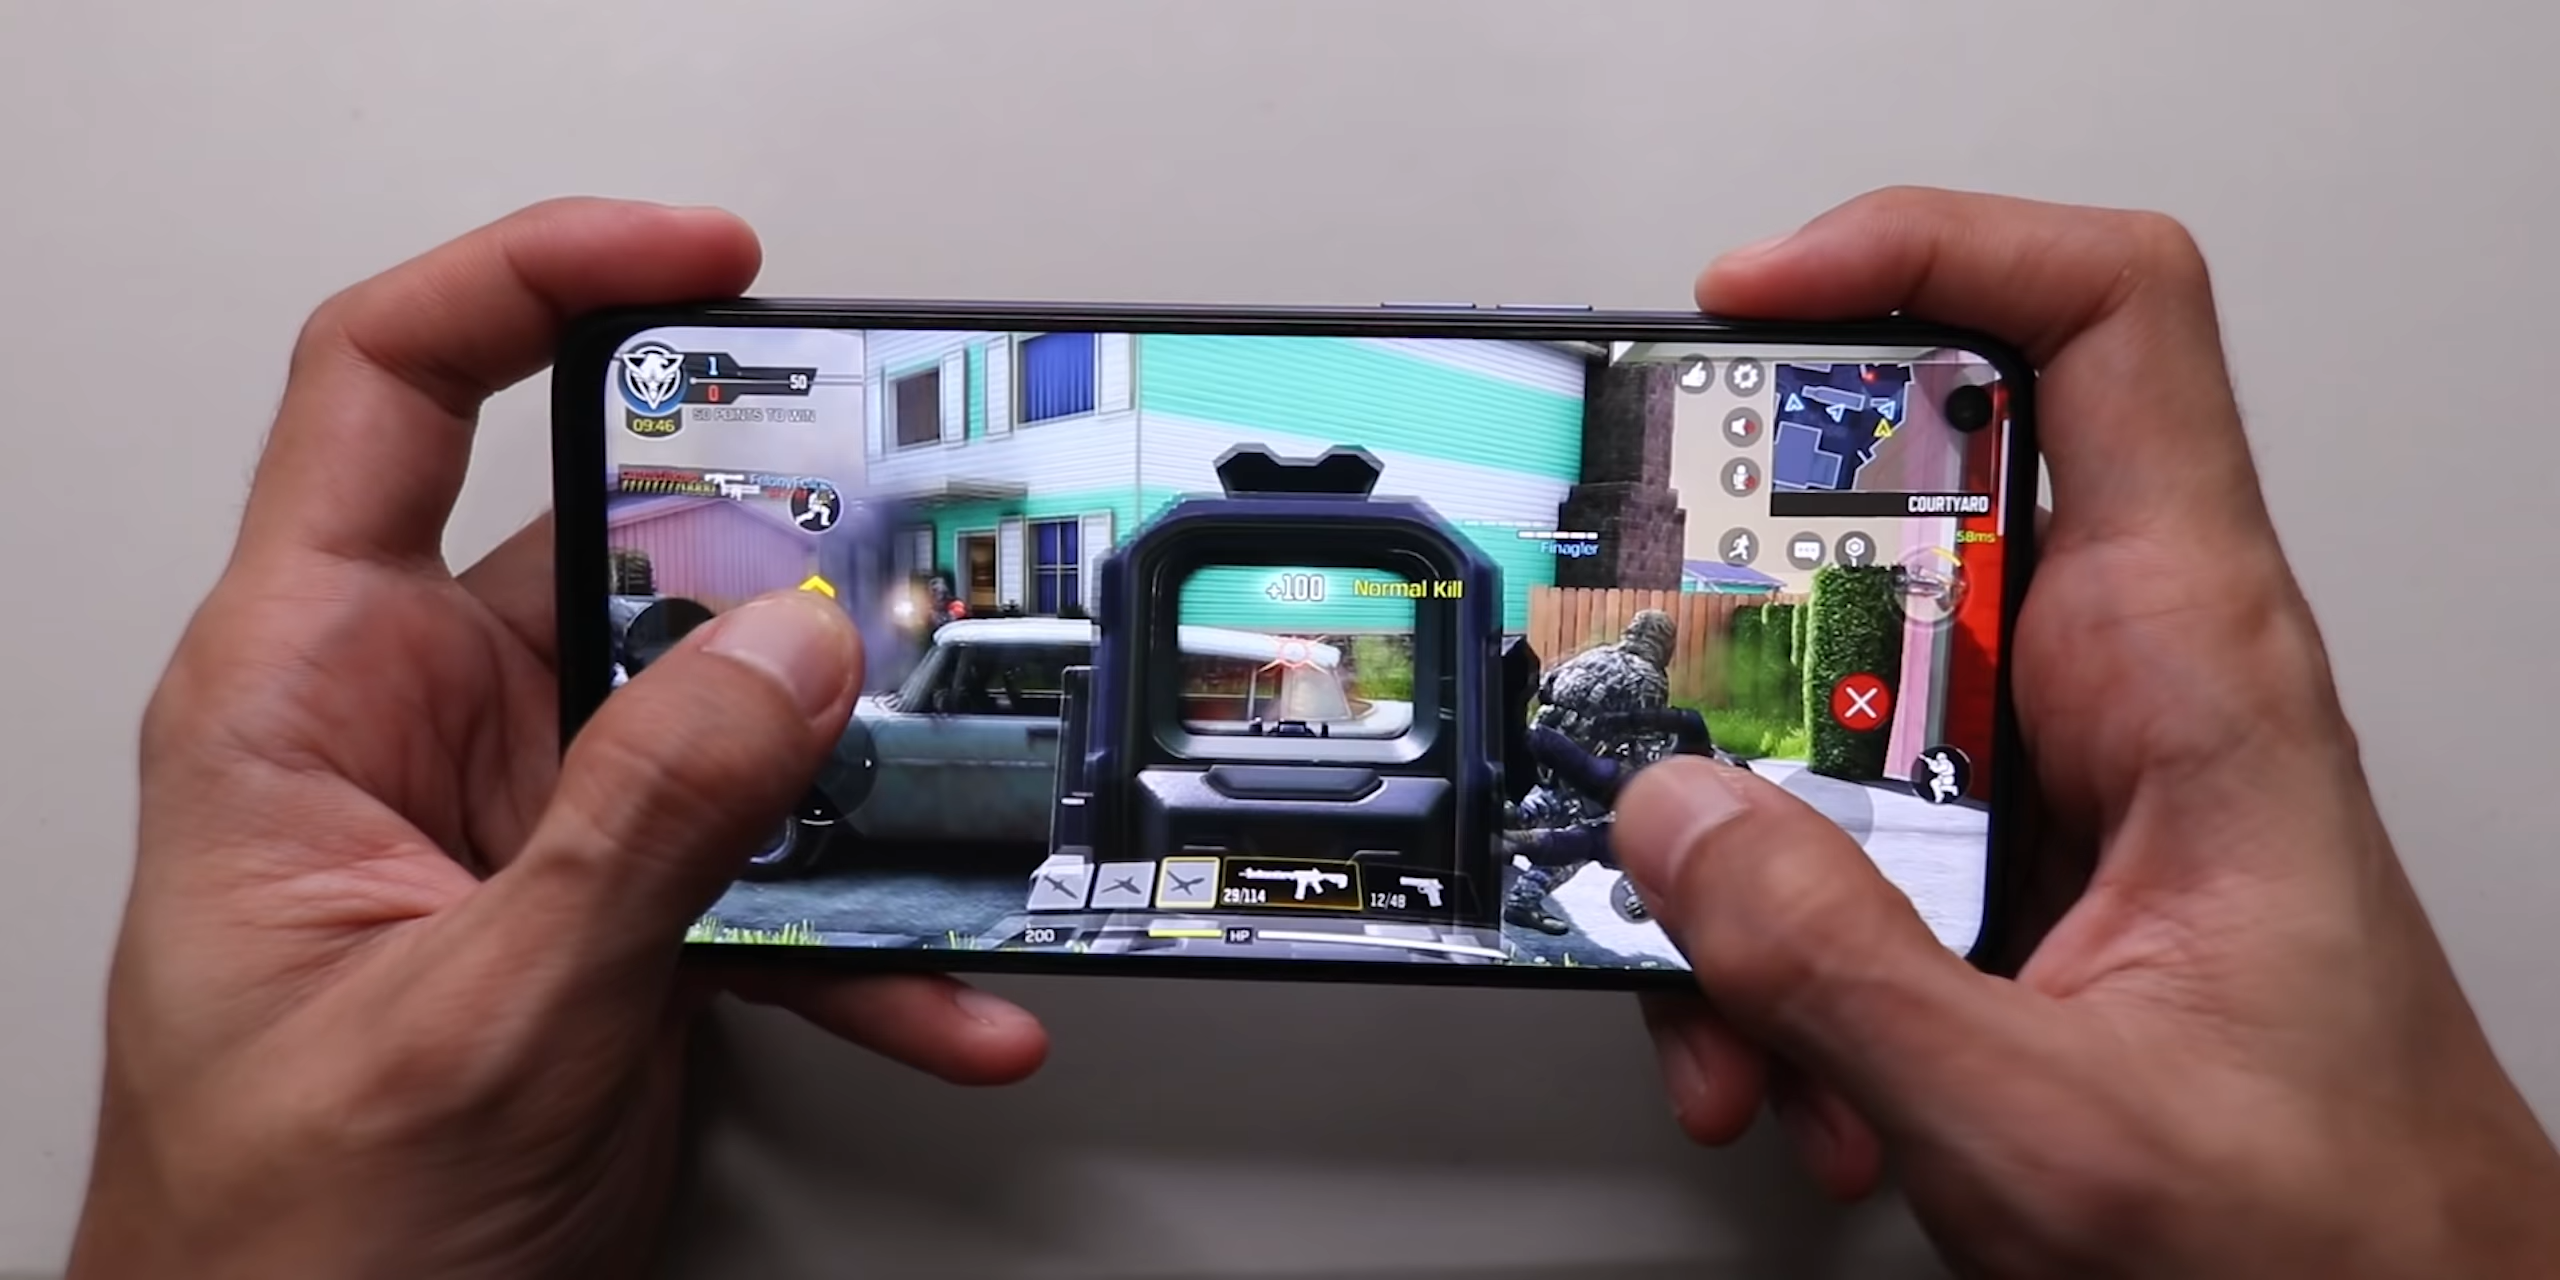 1
50
0
50 POINTS TO WIN
09:46
COURTYARD
58ms
Finagler
+100 Normal Kill
29/114
12/48
200
HP